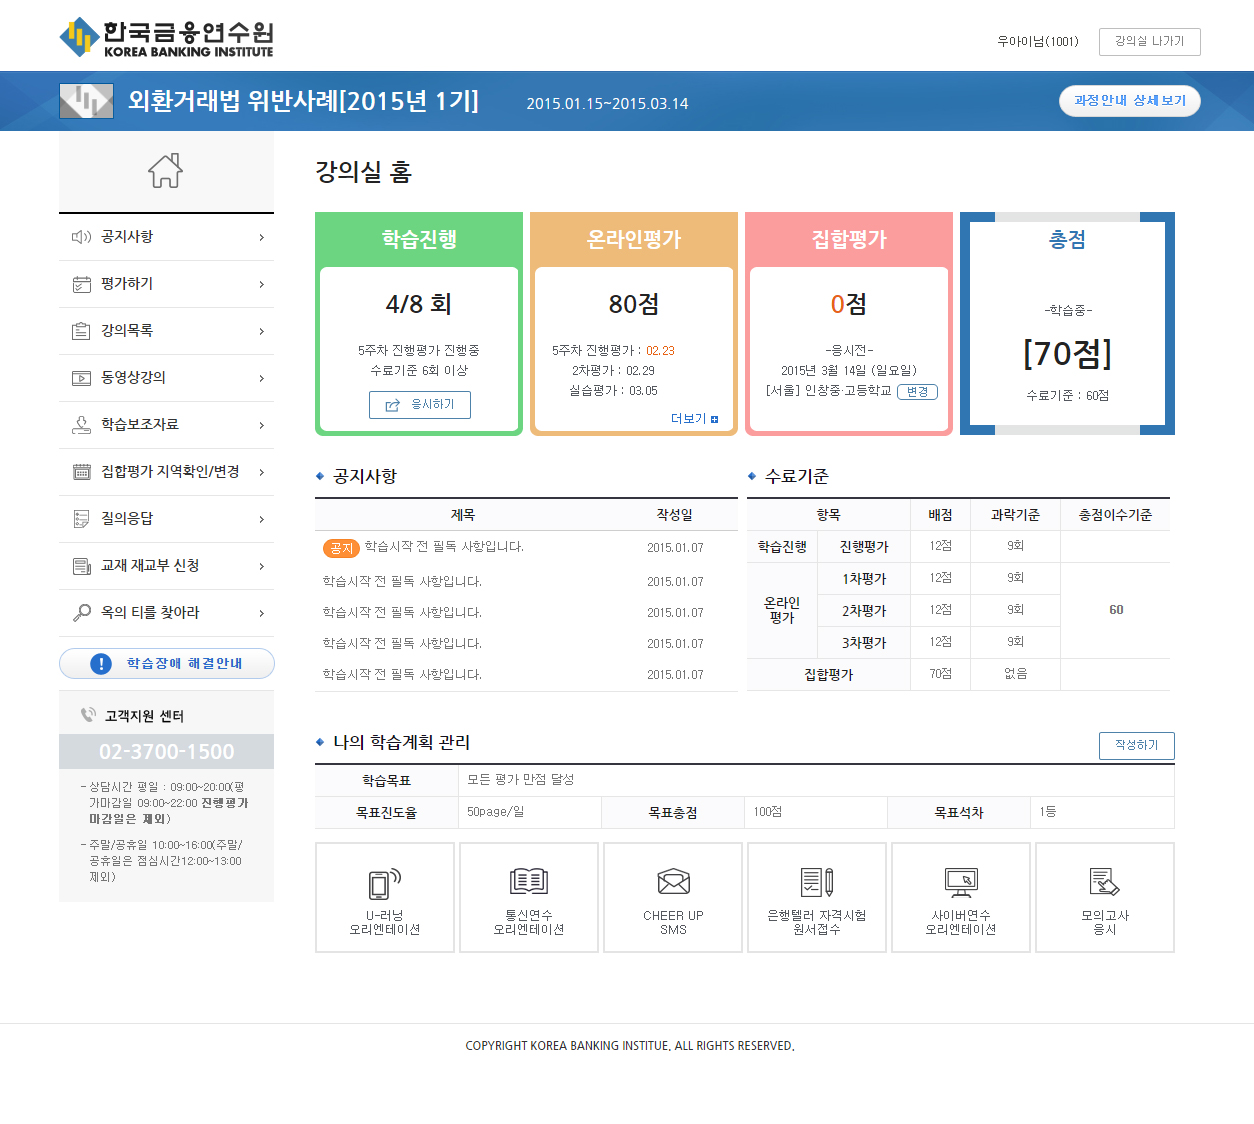 한국금융연수원
KOREA BANKING INSTITUTE
우아이님(1001)
강의실 나가기
외환거래법 위반사례[2015년 1기]
2015.01.15~2015.03.14
과정안내 상세보기
공지사항
평가하기
강의목록
동영상강의
학습보조자료
집합평가 지역확인/변경
질의응답
교재 재교부 신청
옥의 티를 찾아라
학습장애 해결안내
고객지원 센터
02-3700-1500
- 상담시간 평일 : 09:00~20:00(평
가마감일 09:00~22:00 진행평가
마감일은 제외)
- 주말/공휴일 10:00~16:00(주말/
공휴일은 점심시간12:00~13:00
제외)
강의실 홈
학습진행
4/8 회
5주차 진행평가 진행중
수료기준 6회 이상
응시하기
온라인평가
80점
5주차 진행평가 : 02.23
2차평가 : 02.29
실습평가 : 03.05
더보기
집합평가
0점
-응시전-
2015년 3월 14일 (일요일)
[서울] 인창중·고등학교 변경
총점
-학습중-
[70점]
수료기준 : 60점
공지사항
제목 작성일
공지 학습시작 전 필독 사항입니다. 2015.01.07
학습시작 전 필독 사항입니다. 2015.01.07
학습시작 전 필독 사항입니다. 2015.01.07
학습시작 전 필독 사항입니다. 2015.01.07
학습시작 전 필독 사항입니다. 2015.01.07
수료기준
항목 배점 과락기준 총점이수기준
학습진행 진행평가 12점 9회
온라인
평가
1차평가 12점 9회
2차평가 12점 9회 60
3차평가 12점 9회
집합평가 70점 없음
나의 학습계획 관리
작성하기
학습목표 모든 평가 만점 달성
목표진도율 50page/일 목표총점 100점 목표석차 1등
U-러닝
오리엔테이션
통신연수
오리엔테이션
CHEER UP
SMS
은행텔러 자격시험
원서접수
사이버연수
오리엔테이션
모의고사
응시
COPYRIGHT KOREA BANKING INSTITUE. ALL RIGHTS RESERVED.